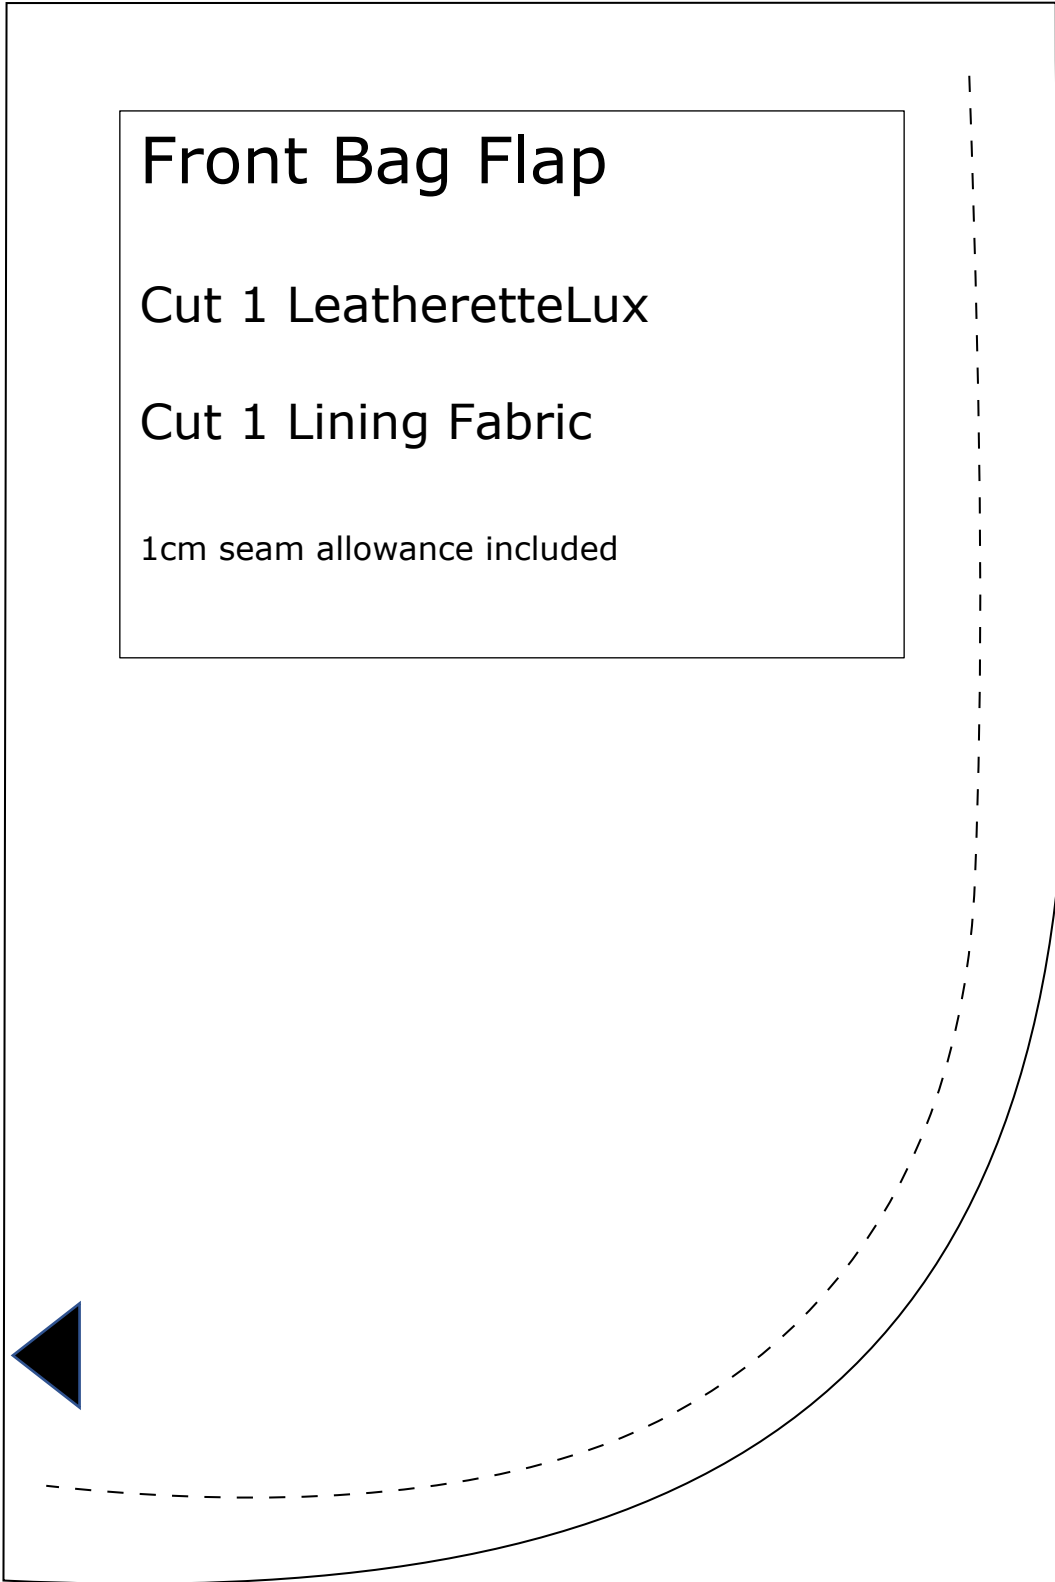 Front Bag Flap
Cut 1 LeatheretteLux
Cut 1 Lining Fabric
1cm seam allowance included